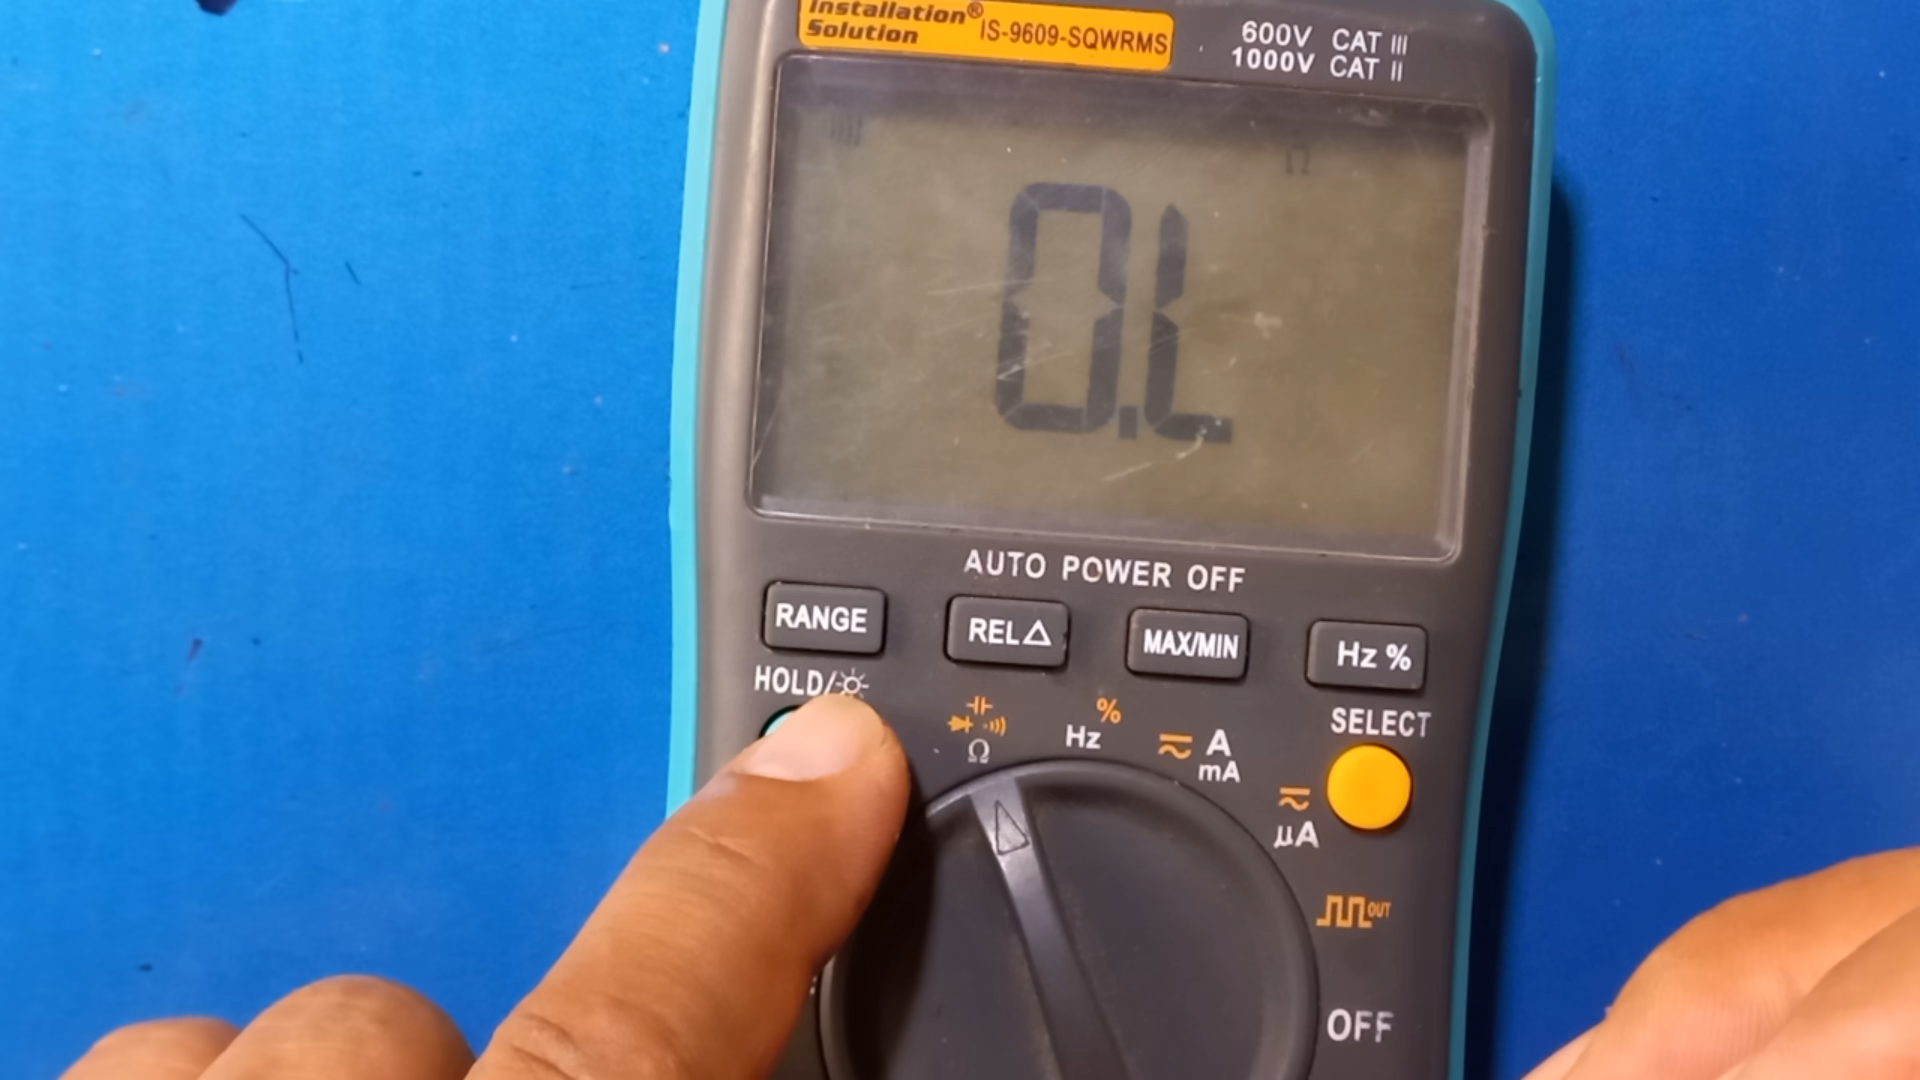 Installation®
Solution IS-9609-SQWRMS
600V CAT III
1000V CAT II
Ω
O.L
AUTO POWER OFF
RANGE REL△ MAX/MIN Hz %
HOLD/
SELECT
Ω
%
Hz
A
mA
µA
OUT
OFF